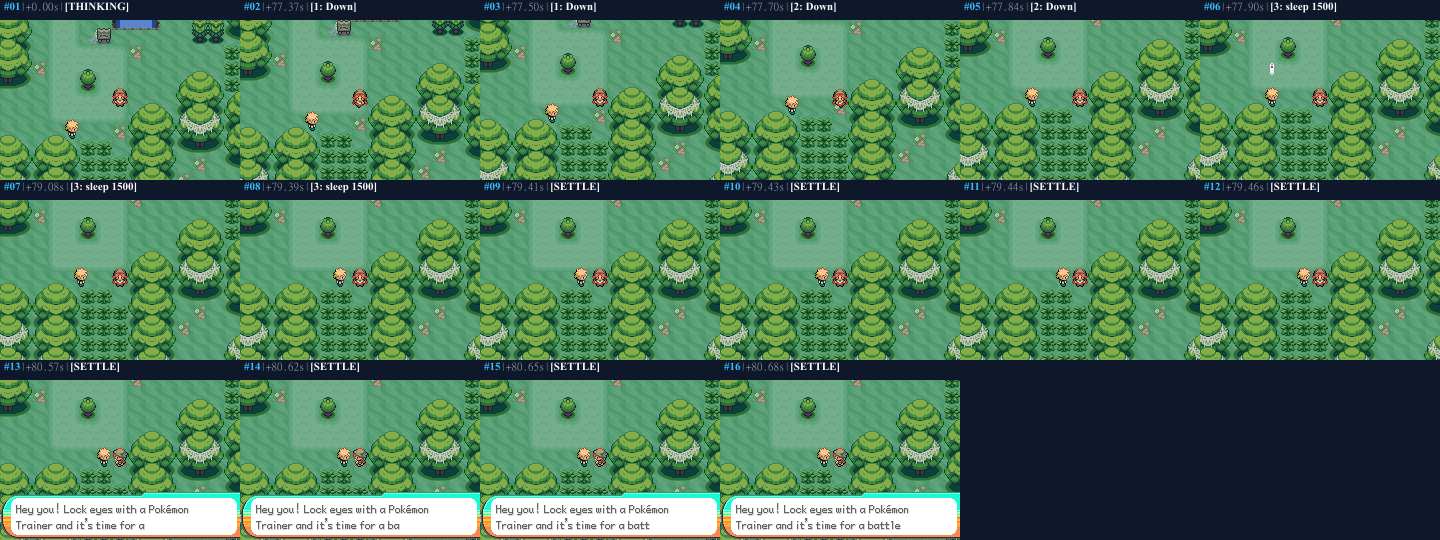 #01 | +0.00s | [THINKING]
#02 | +77.37s | [1: Down]
#03 | +77.50s | [1: Down]
#04 | +77.70s | [2: Down]
#05 | +77.84s | [2: Down]
#06 | +77.90s | [3: sleep 1500]
#07 | +79.08s | [3: sleep 1500]
#08 | +79.39s | [3: sleep 1500]
#09 | +79.41s | [SETTLE]
#10 | +79.43s | [SETTLE]
#11 | +79.44s | [SETTLE]
#12 | +79.46s | [SETTLE]
#13 | +80.57s | [SETTLE]
Hey you! Lock eyes with a Pokémon
Trainer and it's time for a
#14 | +80.62s | [SETTLE]
Hey you! Lock eyes with a Pokémon
Trainer and it's time for a ba
#15 | +80.65s | [SETTLE]
Hey you! Lock eyes with a Pokémon
Trainer and it's time for a batt
#16 | +80.68s | [SETTLE]
Hey you! Lock eyes with a Pokémon
Trainer and it's time for a battle